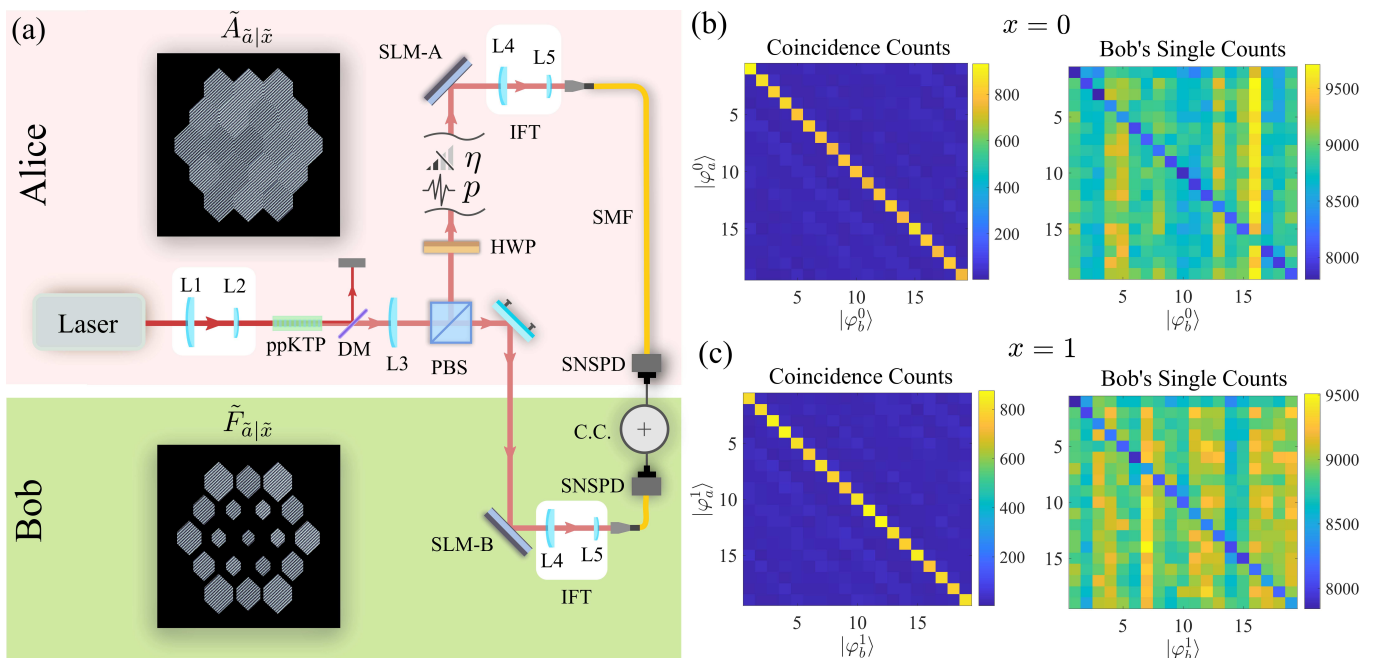 (a)
Ã_{ã|x̃}
SLM-A
L4
L5
IFT
η
p
SMF
HWP
Alice
L1
L2
Laser
ppKTP
DM
L3
PBS
SNSPD
C.C.
+
SNSPD
Bob
F̃_{ã|x̃}
SLM-B
L4
L5
IFT
(b)
x = 0
Coincidence Counts
Bob's Single Counts
|φ_a^0⟩
5
10
15
5
10
15
|φ_b^0⟩
800
600
400
200
5
10
15
5
10
15
|φ_b^0⟩
9500
9000
8500
8000
(c)
x = 1
Coincidence Counts
Bob's Single Counts
|φ_a^1⟩
5
10
15
5
10
15
|φ_b^1⟩
800
600
400
200
5
10
15
5
10
15
|φ_b^1⟩
9500
9000
8500
8000